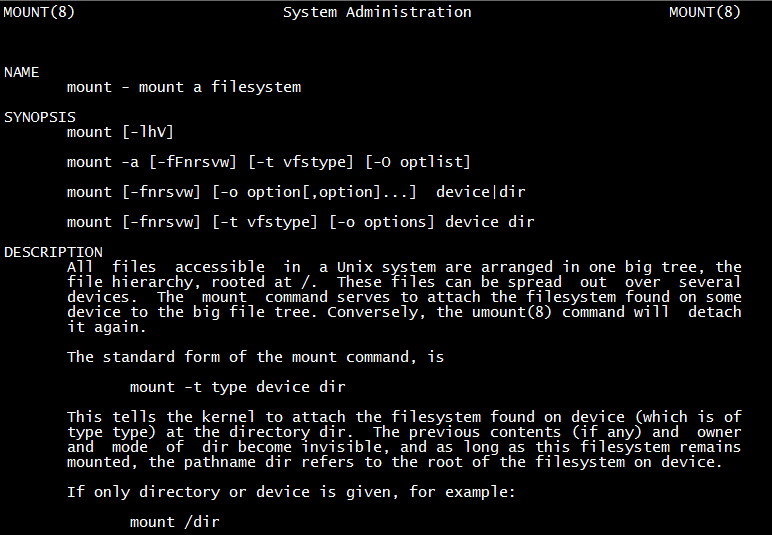 MOUNT(8)                       System Administration                      MOUNT(8)
NAME
       mount - mount a filesystem
SYNOPSIS
       mount [-lhV]
       mount -a [-fFnrsvw] [-t vfstype] [-O optlist]
       mount [-fnrsvw] [-o option[,option]...]  device|dir
       mount [-fnrsvw] [-t vfstype] [-o options] device dir
DESCRIPTION
       All  files  accessible  in  a Unix system are arranged in one big tree, the
       file hierarchy, rooted at /.  These files can be spread  out  over  several
       devices.  The  mount  command serves to attach the filesystem found on some
       device to the big file tree. Conversely, the umount(8) command will  detach
       it again.
       The standard form of the mount command, is
              mount -t type device dir
       This tells the kernel to attach the filesystem found on device (which is of
       type type) at the directory dir.  The previous contents (if any) and  owner
       and  mode  of  dir become invisible, and as long as this filesystem remains
       mounted, the pathname dir refers to the root of the filesystem on device.
       If only directory or device is given, for example:
              mount /dir